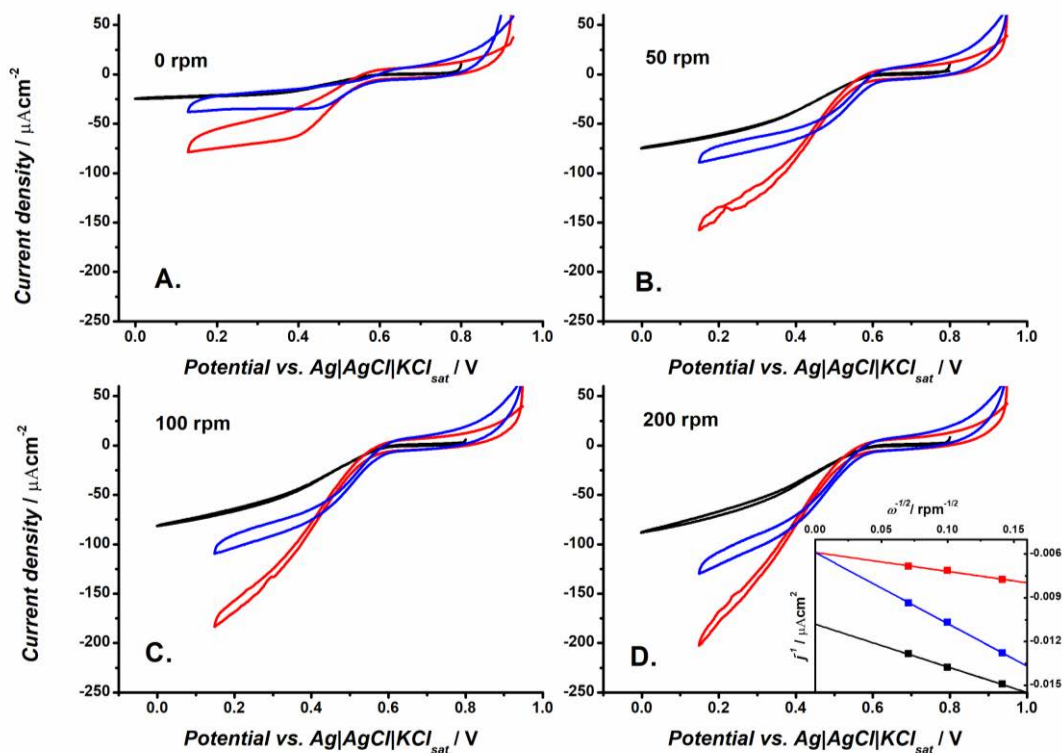 50
0
-50
-100
-150
-200
-250
0 rpm
A.
0.0 0.2 0.4 0.6 0.8 1.0
Current density / μAcm⁻²
Potential vs. Ag|AgCl|KCl_sat / V
50
0
-50
-100
-150
-200
-250
50 rpm
B.
0.0 0.2 0.4 0.6 0.8 1.0
Potential vs. Ag|AgCl|KCl_sat / V
50
0
-50
-100
-150
-200
-250
100 rpm
C.
0.0 0.2 0.4 0.6 0.8 1.0
Current density / μAcm⁻²
Potential vs. Ag|AgCl|KCl_sat / V
50
0
-50
-100
-150
-200
-250
200 rpm
D.
ω⁻¹/²/ rpm⁻¹/²
0.00 0.05 0.10 0.15
-0.006
-0.009
-0.012
-0.015
j⁻¹ / μAcm²
0.0 0.2 0.4 0.6 0.8 1.0
Potential vs. Ag|AgCl|KCl_sat / V